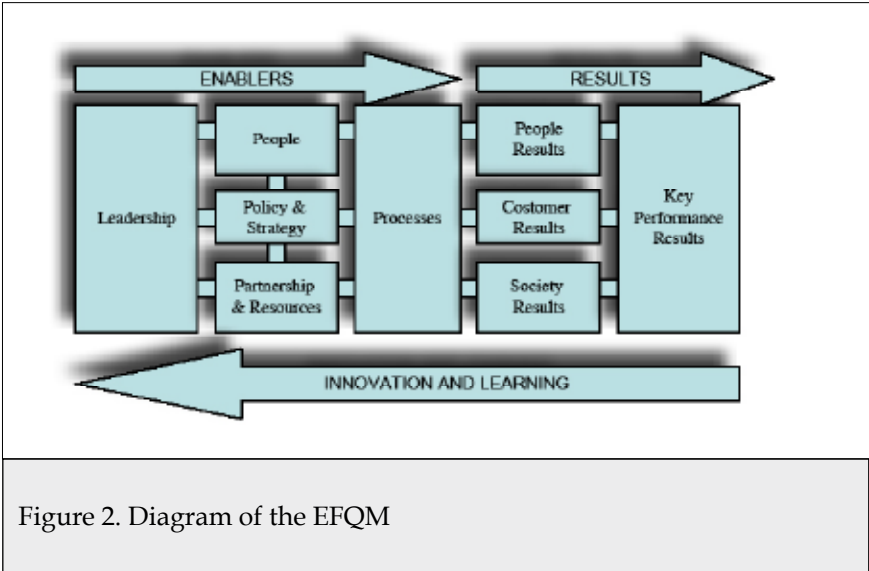 ENABLERS
RESULTS
Leadership
People
Policy &
Strategy
Partnership
& Resources
Processes
People
Results
Costomer
Results
Society
Results
Key
Performance
Results
INNOVATION AND LEARNING
Figure 2. Diagram of the EFQM